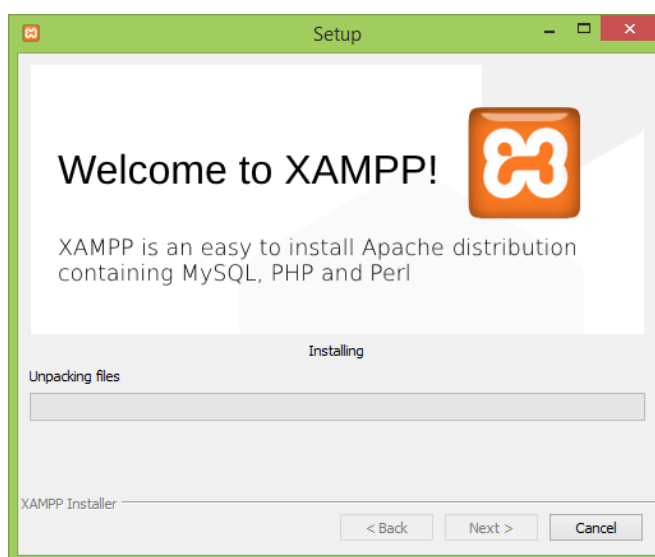 Setup
Welcome to XAMPP!
XAMPP is an easy to install Apache distribution
containing MySQL, PHP and Perl
Installing
Unpacking files
XAMPP Installer
< Back
Next >
Cancel